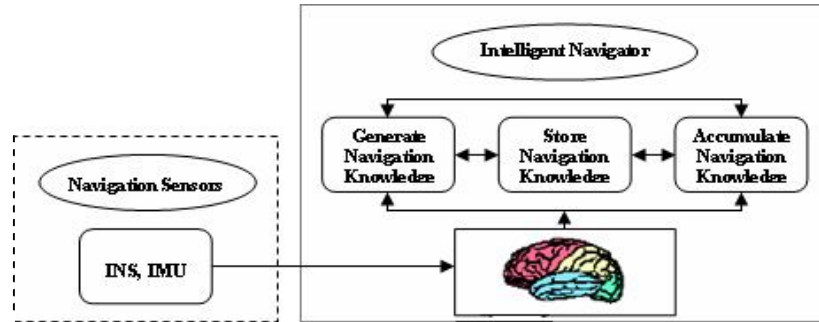 Intelligent Navigator
Generate
Navigation
Knowledge
Store
Navigation
Knowledge
Accumulate
Navigation
Knowledge
Navigation Sensors
INS, IMU